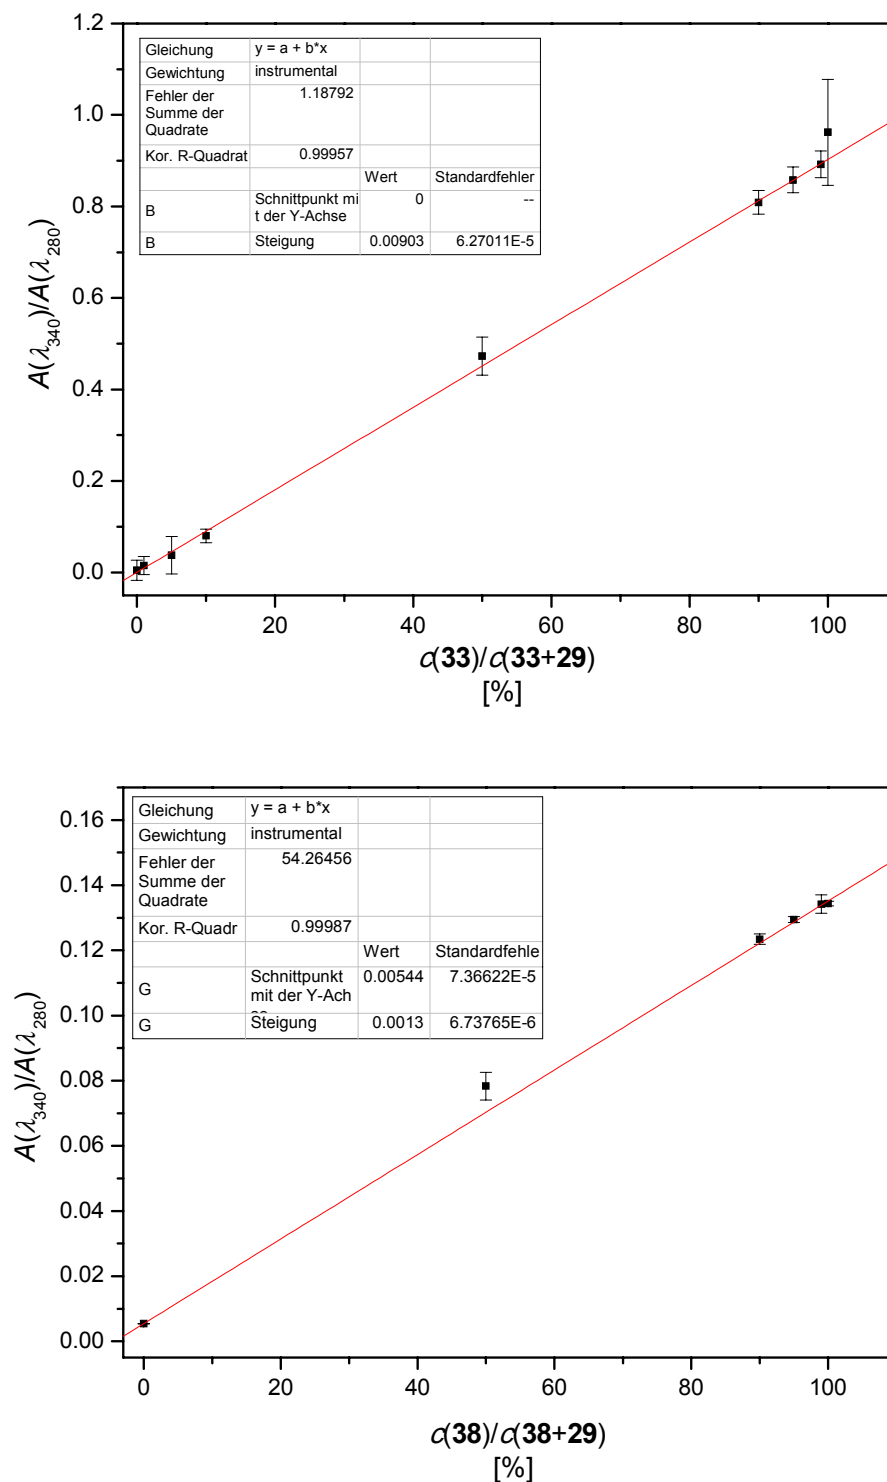 1.2
1.0
0.8
0.6
0.4
0.2
0.0
A(λ340)/A(λ280)
Gleichung y = a + b*x
Gewichtung instrumental
Fehler der Summe der Quadrate 1.18792
Kor. R-Quadrat 0.99957
Wert Standardfehler
B Schnittpunkt mi
t der Y-Achse 0 --
B Steigung 0.00903 6.27011E-5
0 20 40 60 80 100
c(33)/c(33+29)
[%]
0.16
0.14
0.12
0.10
0.08
0.06
0.04
0.02
0.00
A(λ340)/A(λ280)
Gleichung y = a + b*x
Gewichtung instrumental
Fehler der Summe der Quadrate 54.26456
Kor. R-Quadr 0.99987
Wert Standardfehle
G Schnittpunkt
mit der Y-Ach 0.00544 7.36622E-5
G Steigung 0.0013 6.73765E-6
0 20 40 60 80 100
c(38)/c(38+29)
[%]